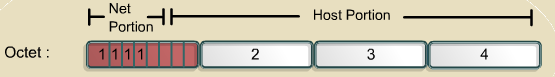 Net Portion
Host Portion
Octet :
1 1 1 1
2
3
4